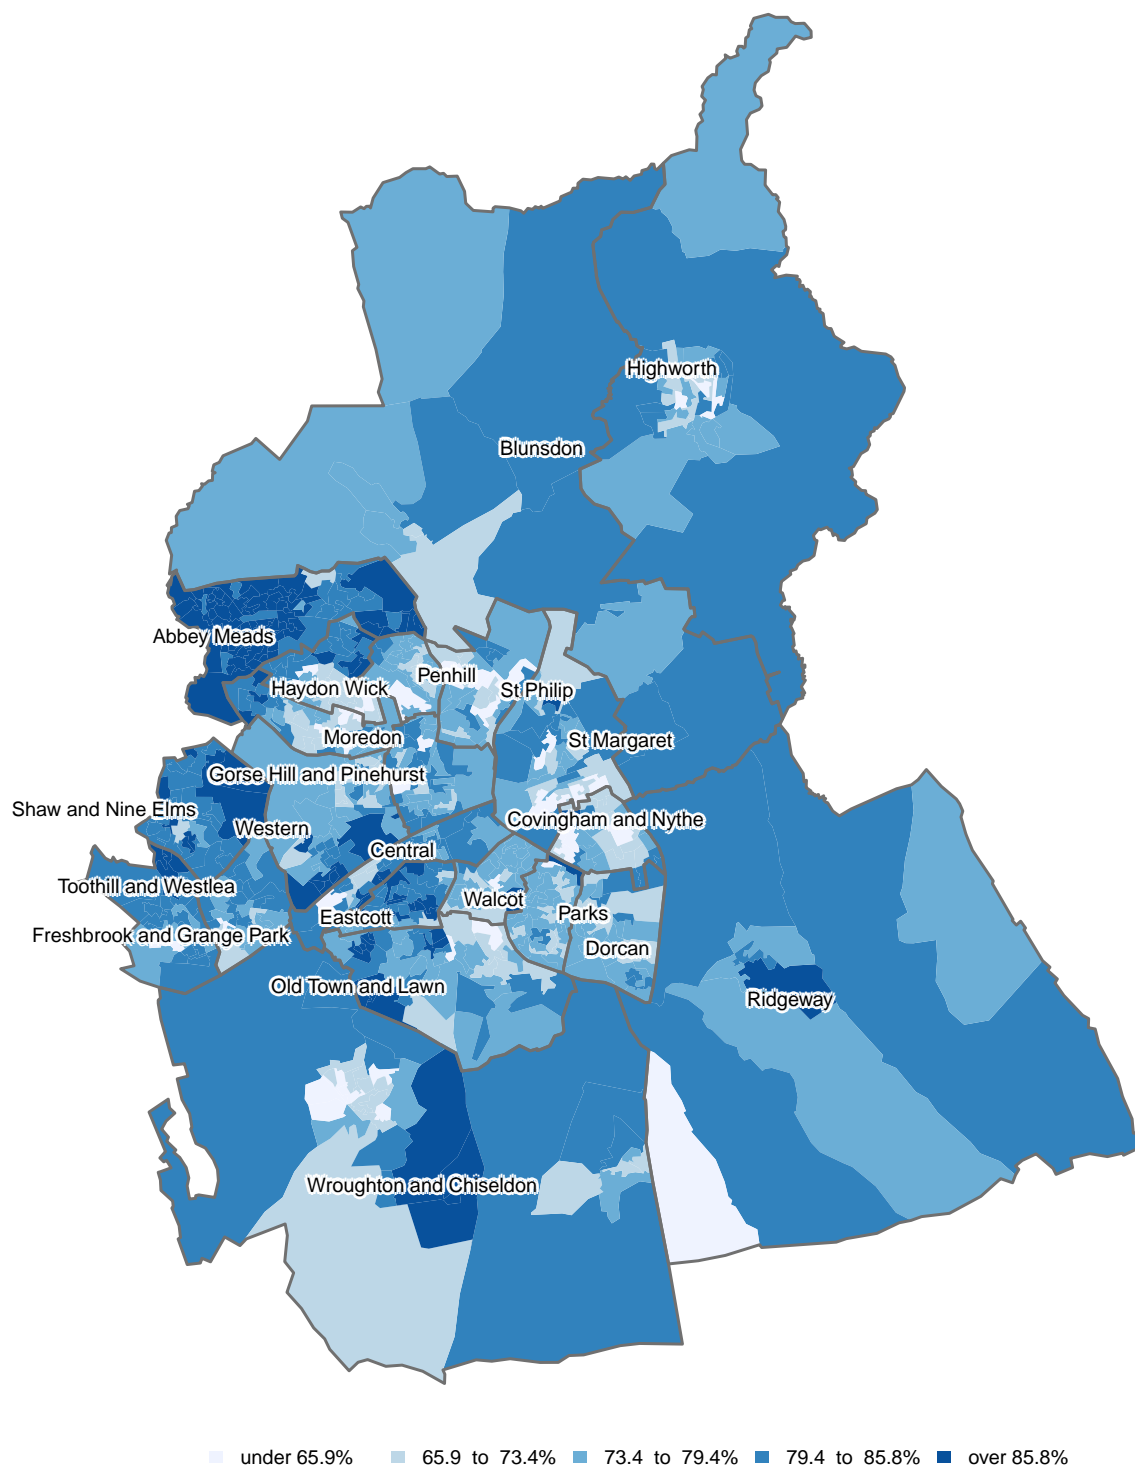 Highworth
Blunsdon
Abbey Meads
Penhill
Haydon Wick
St Philip
Moredon
St Margaret
Gorse Hill and Pinehurst
Shaw and Nine Elms
Western
Covingham and Nythe
Central
Toothill and Westlea
Walcot
Eastcott
Parks
Freshbrook and Grange Park
Dorcan
Old Town and Lawn
Ridgeway
Wroughton and Chiseldon
under 65.9% 65.9 to 73.4% 73.4 to 79.4% 79.4 to 85.8% over 85.8%